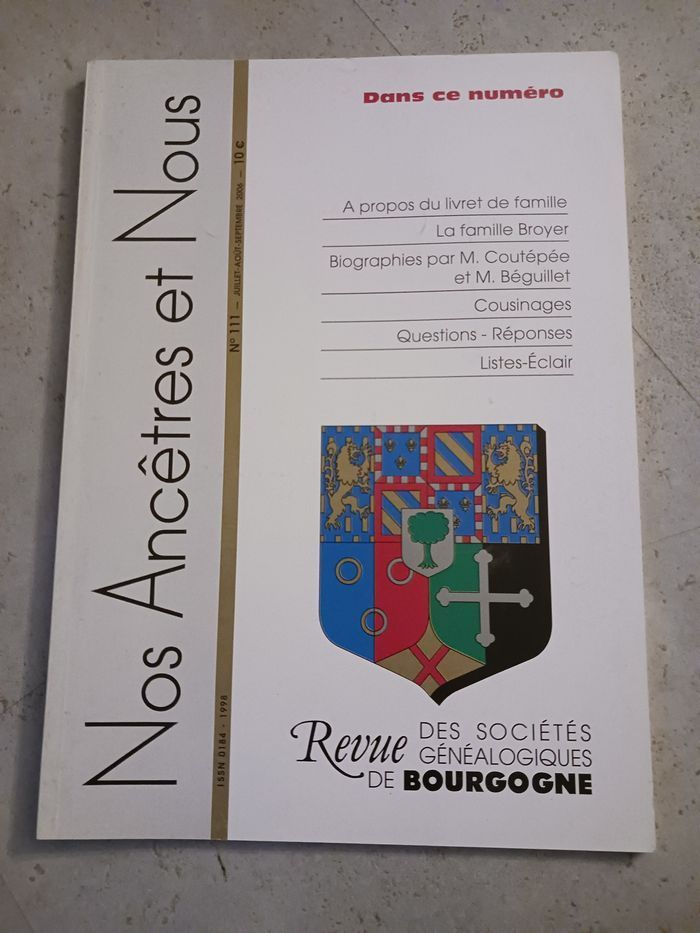 Nos Ancêtres et Nous
N° 111 – JUILLET-AOÛT-SEPTEMBRE 2006 – 10 €
ISSN 0184 - 1998
Dans ce numéro
A propos du livret de famille
La famille Broyer
Biographies par M. Coutépée
et M. Béguillet
Cousinages
Questions - Réponses
Listes-Éclair
Revue DES SOCIÉTÉS
GÉNÉALOGIQUES
DE BOURGOGNE